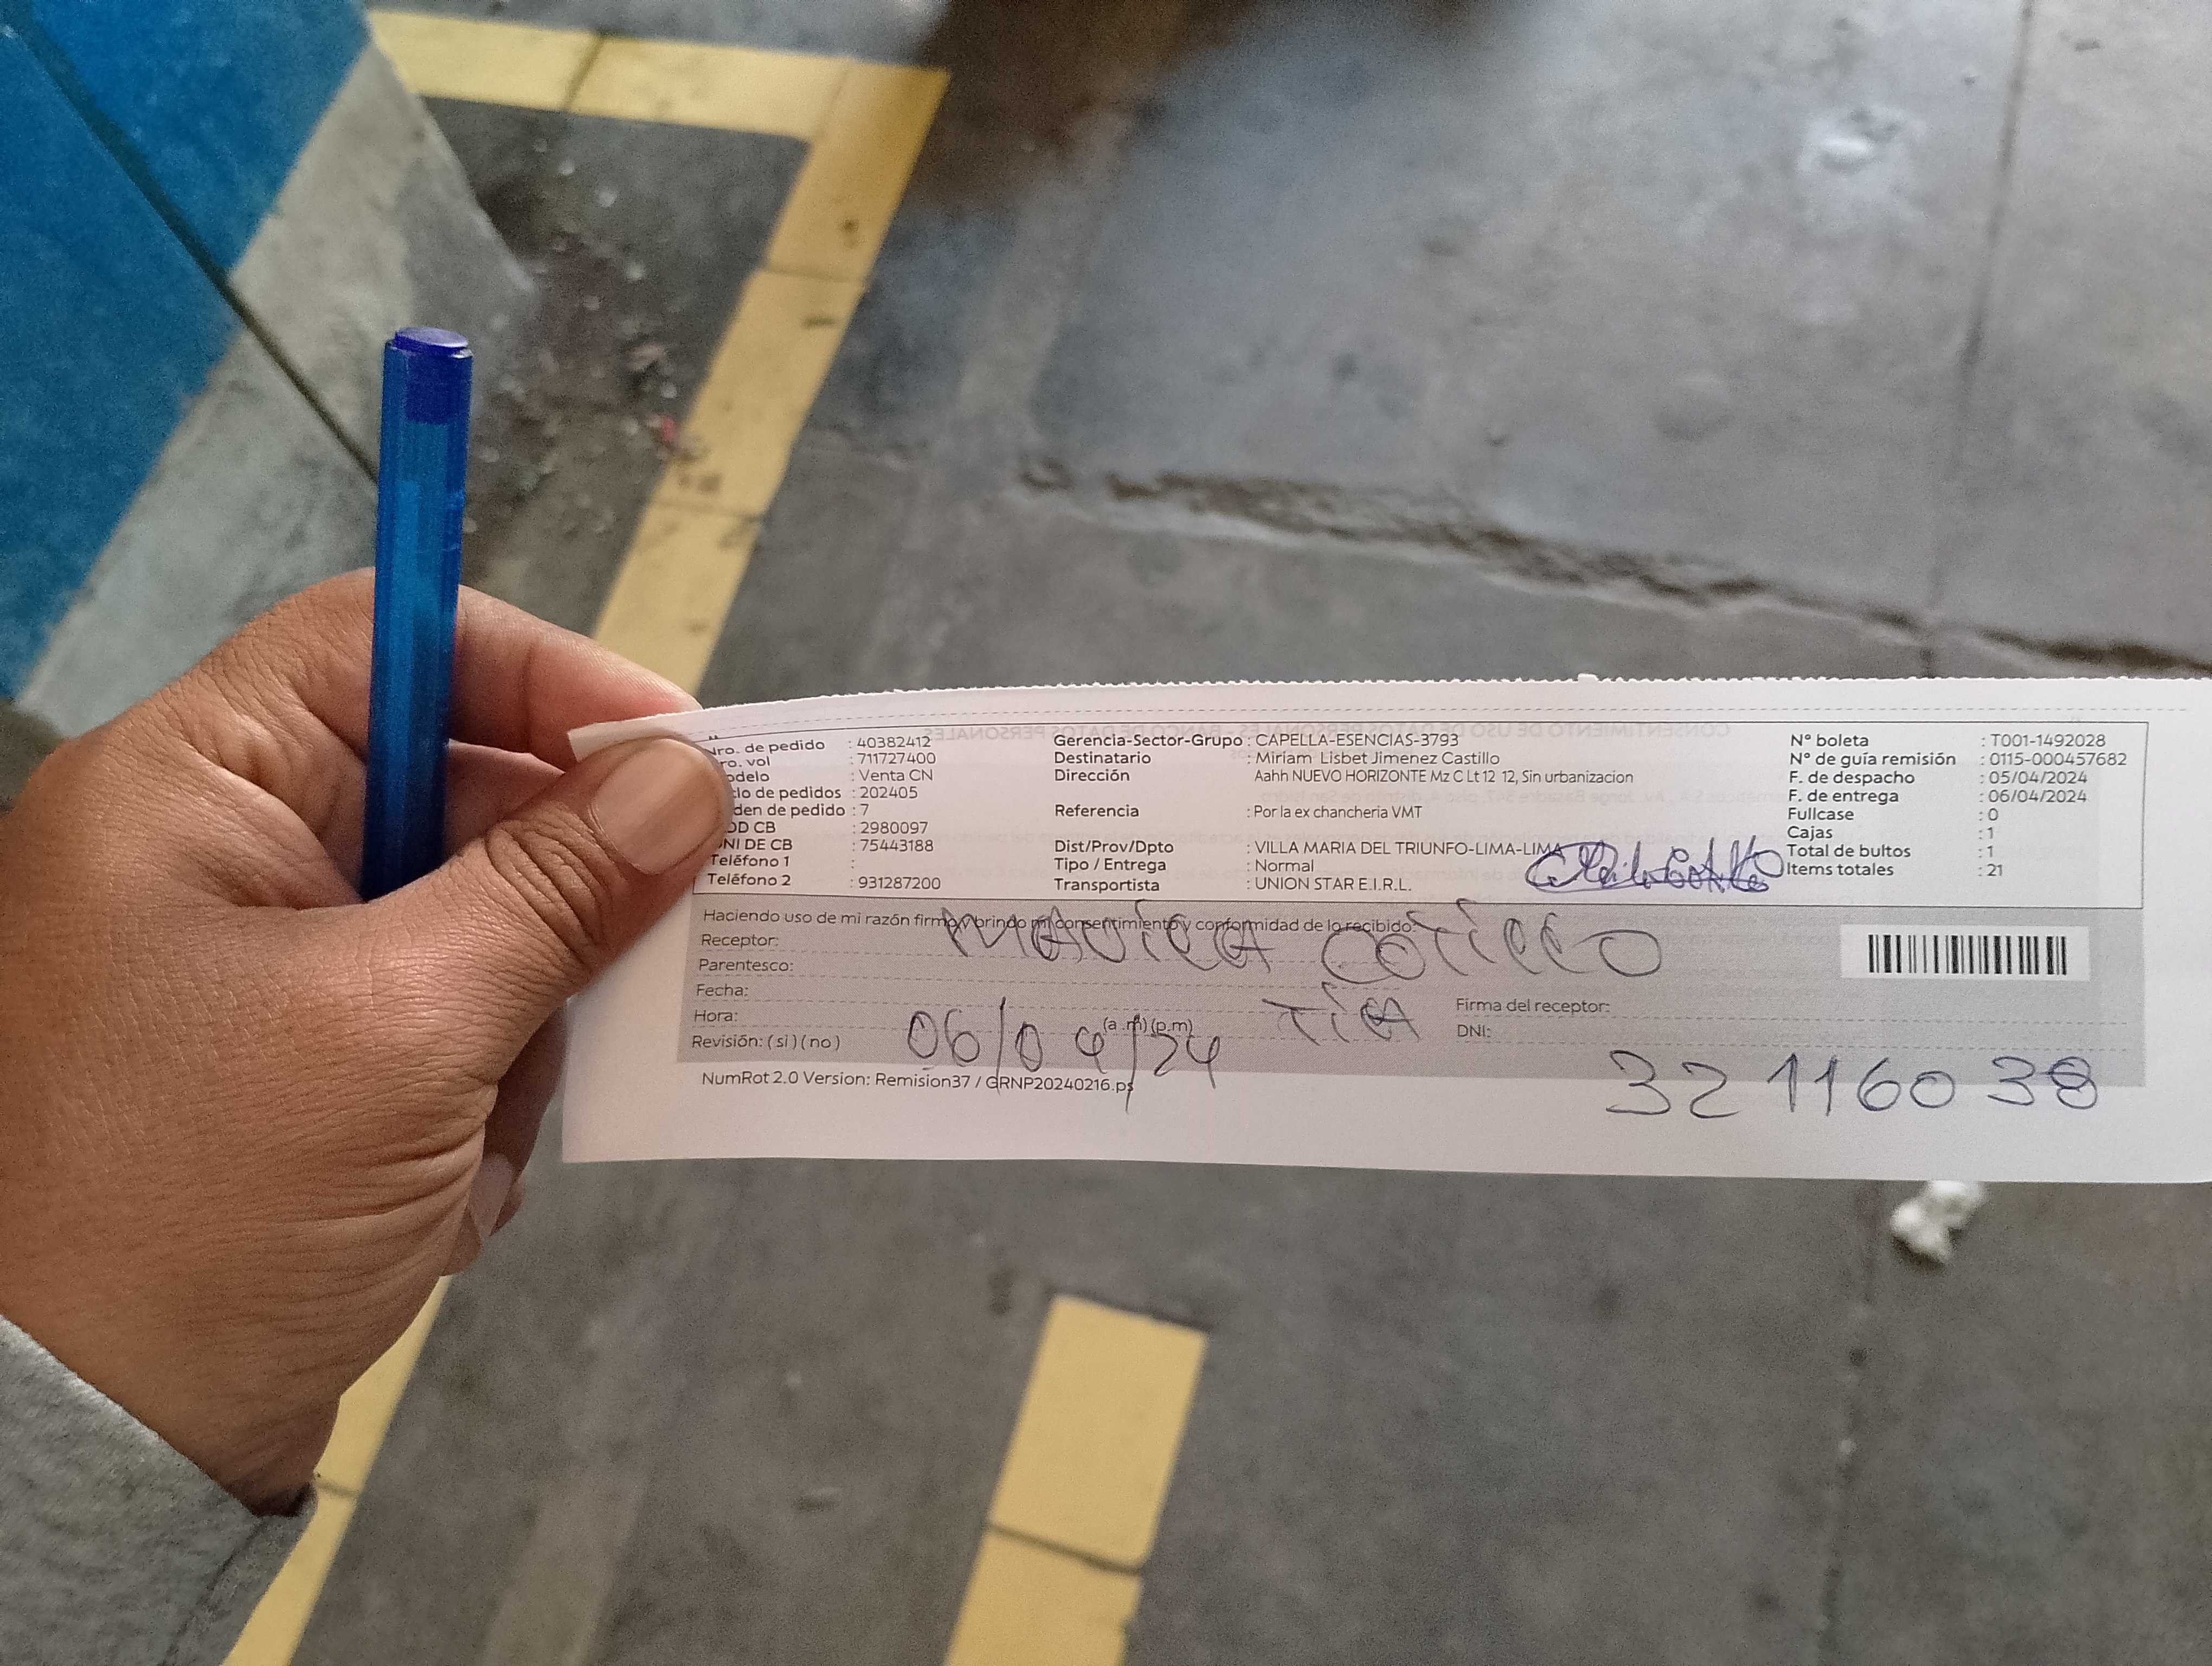 Nro. de pedido : 40382412
ro. vol : 711727400
odelo : Venta CN
clo de pedidos : 202405
den de pedido : 7
OD CB : 2980097
NI DE CB : 75443188
Teléfono 1 :
Teléfono 2 : 931287200
Gerencia-Sector-Grupo : CAPELLA-ESENCIAS-3793
Destinatario : Miriam Lisbet Jimenez Castillo
Dirección Aahh NUEVO HORIZONTE Mz C Lt 12 12, Sin urbanizacion
Referencia : Por la ex chancheria VMT
Dist/Prov/Dpto : VILLA MARIA DEL TRIUNFO-LIMA-LIMA
Tipo / Entrega : Normal
Transportista : UNION STAR E.I.R.L.
N° boleta : T001-1492028
N° de guía remisión : 0115-000457682
F. de despacho : 05/04/2024
F. de entrega : 06/04/2024
Fullcase : 0
Cajas : 1
Total de bultos : 1
Items totales : 21
Haciendo uso de mi razón firmo y brindo mi consentimiento y conformidad de lo recibido:
Receptor:
Parentesco:
Fecha:
TÍA
Firma del receptor:
Hora:
(a.m) (p.m)
DNI:
Revisión: ( si ) ( no )
06/04/24
32116038
NumRot 2.0 Version: Remision37 / GRNP20240216.ps